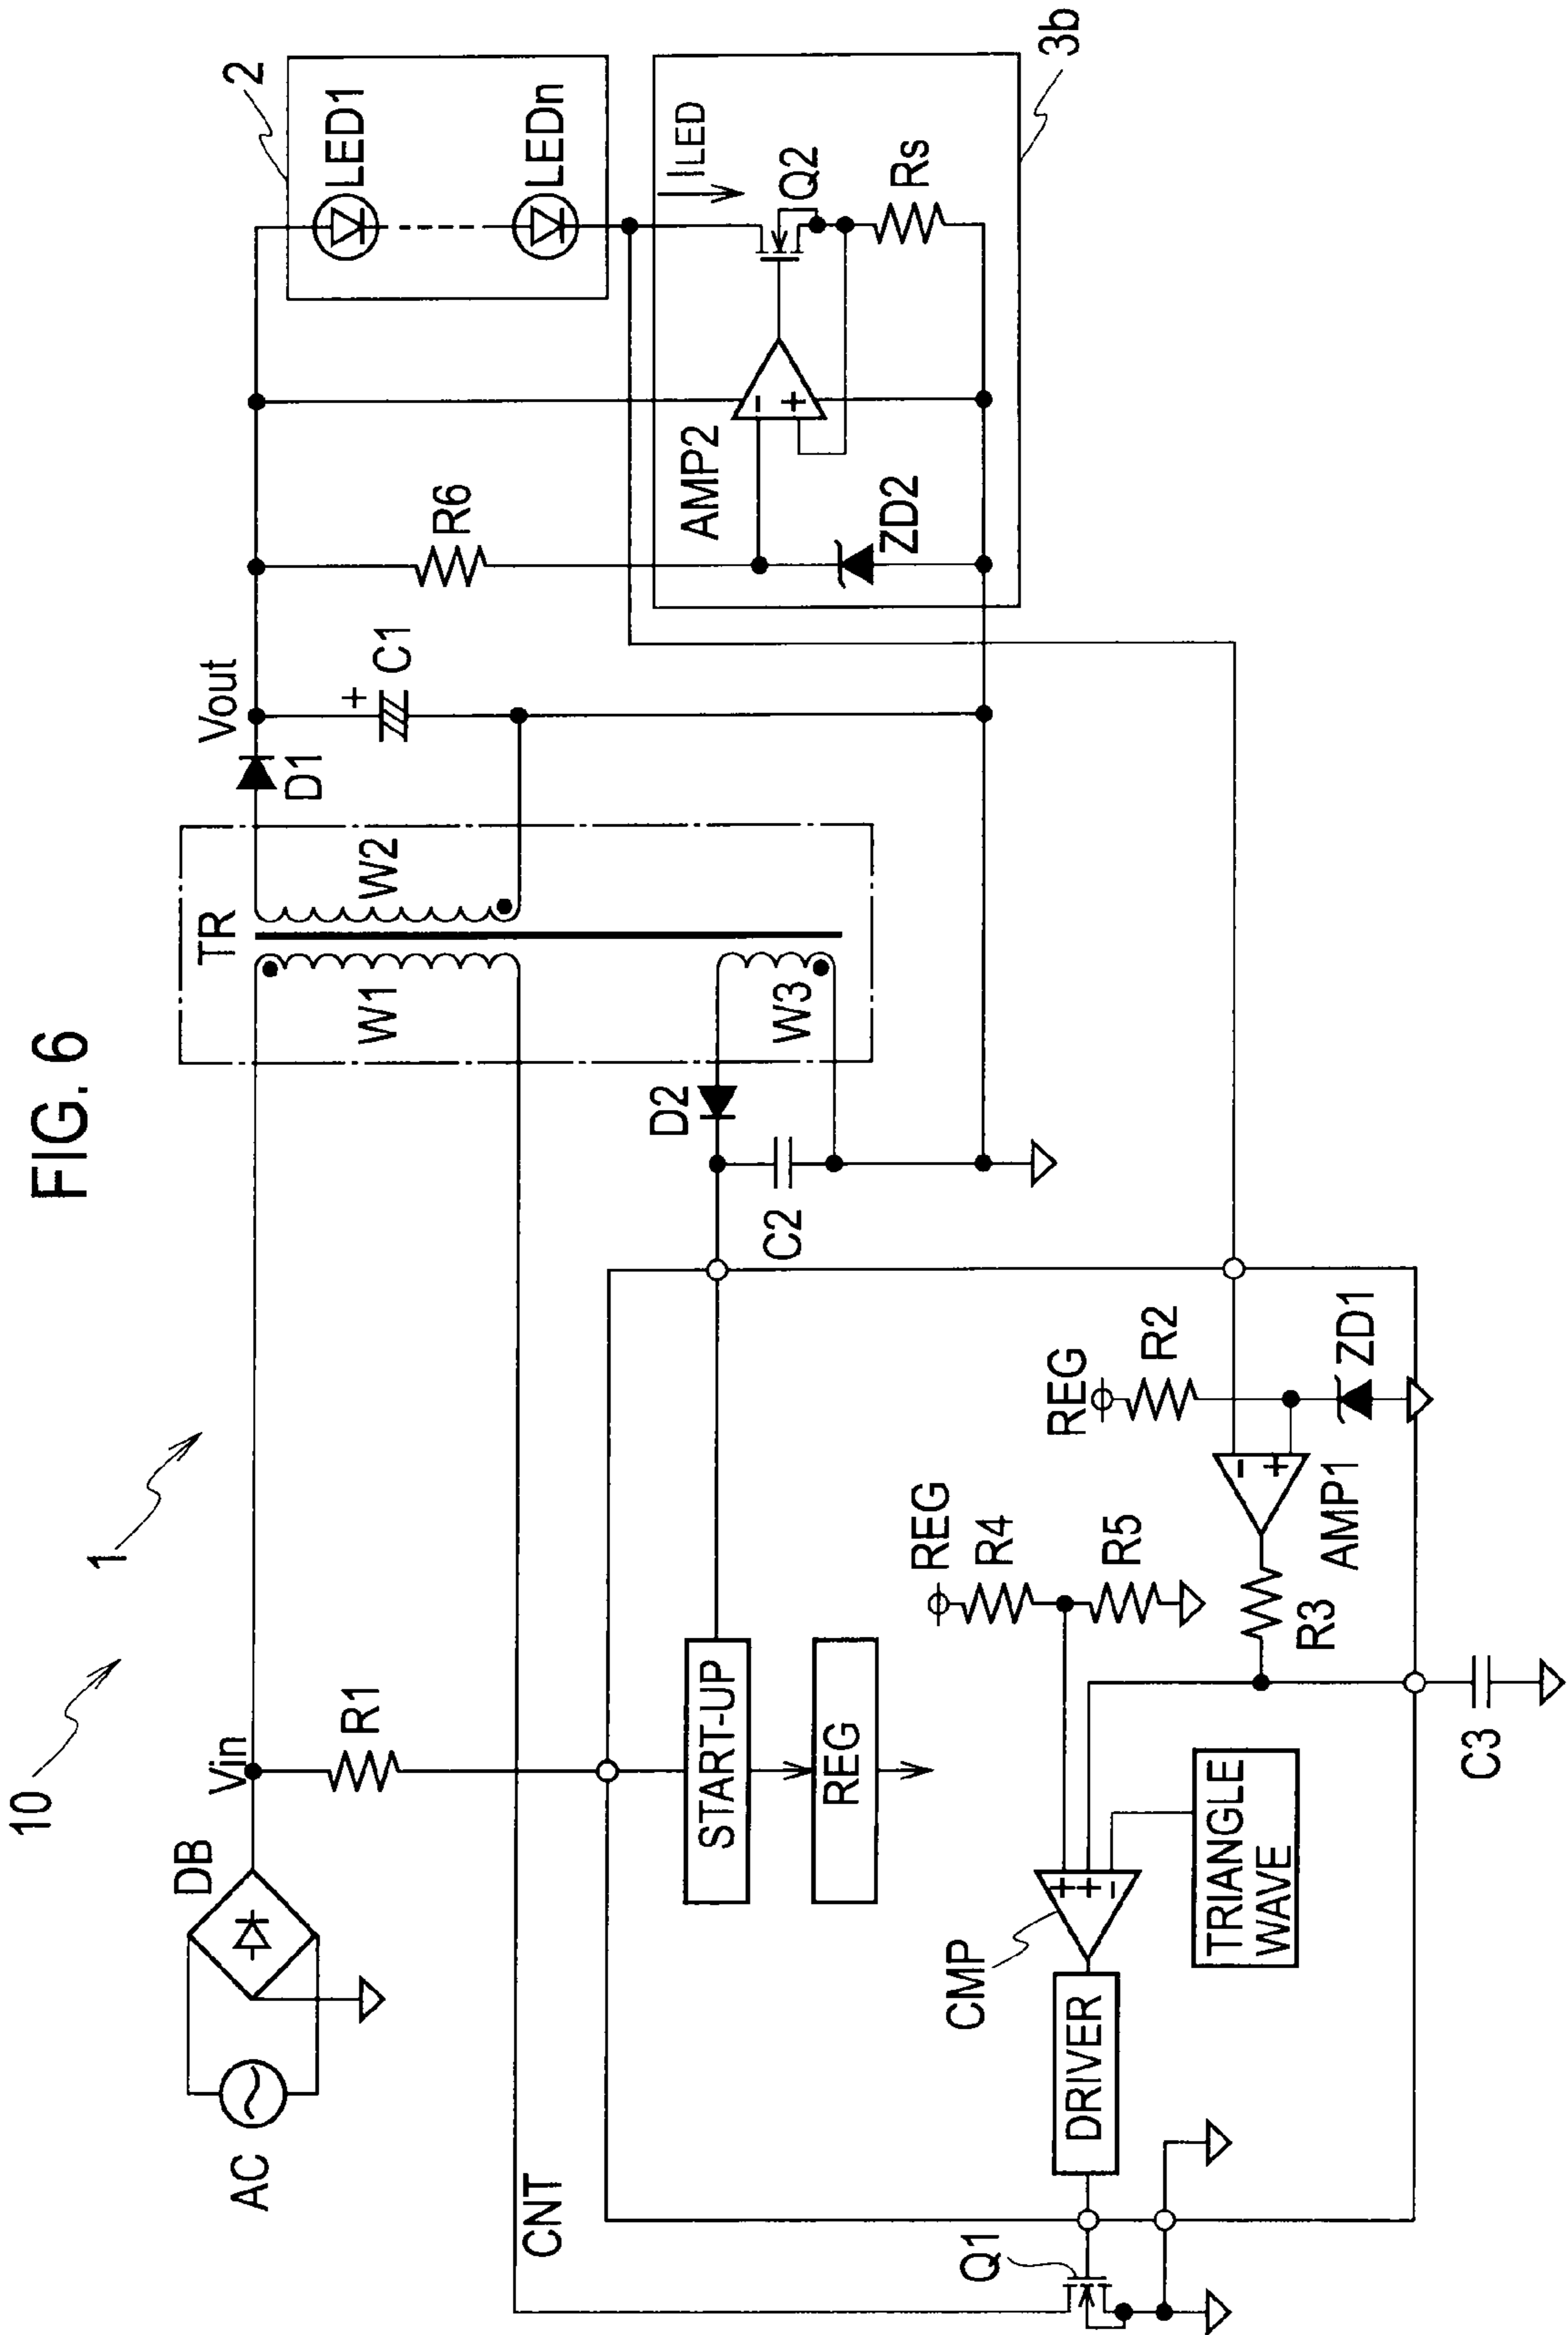 FIG. 6
10
1
AC
DB
Vin
R1
TR
W1
W2
W3
D1
Vout
C1
+
R6
2
LED1
LEDn
ILED
Q2
Rs
AMP2
-
+
ZD2
3b
D2
C2
CNT
START-UP
REG
REG
R4
R5
REG
R2
ZD1
-
+
AMP1
R3
C3
CMP
+
+
-
TRIANGLE
WAVE
DRIVER
Q1